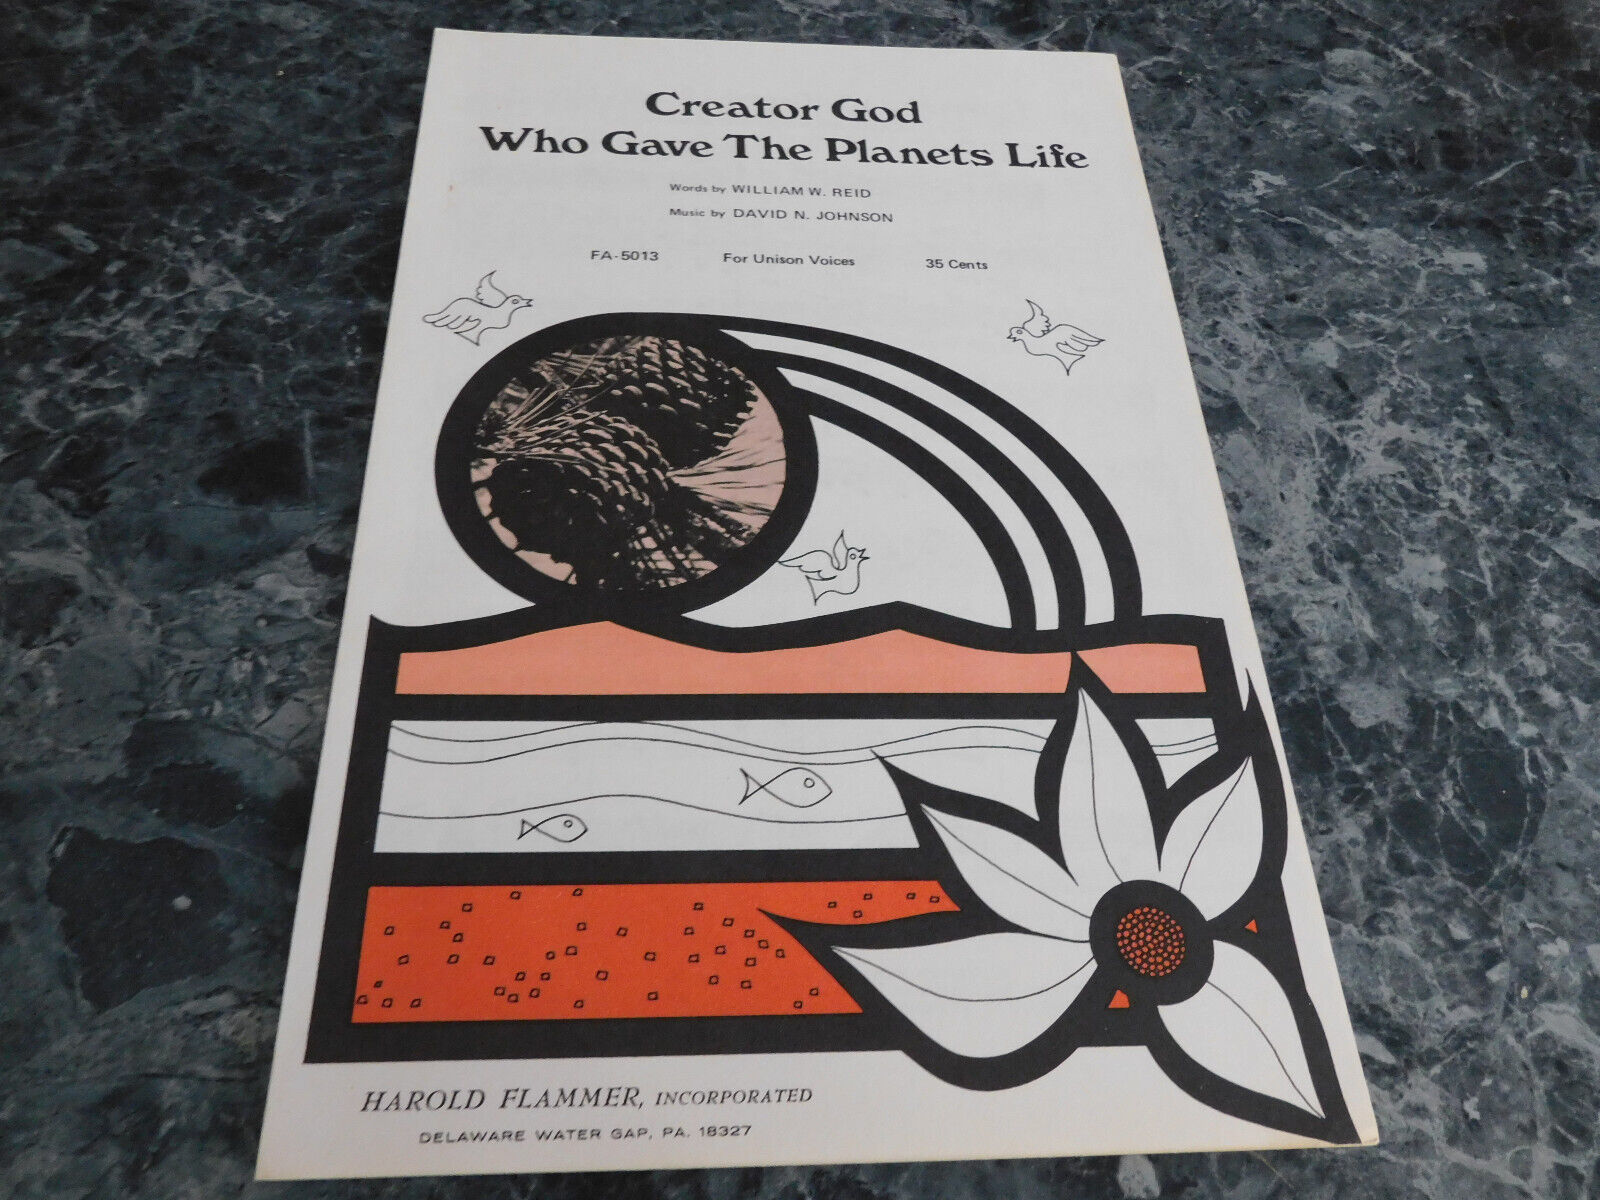 Creator God
Who Gave The Planets Life
Words by WILLIAM W. REID
Music by DAVID N. JOHNSON
FA-5013 For Unison Voices 35 Cents
HAROLD FLAMMER, INCORPORATED
DELAWARE WATER GAP, PA. 18327